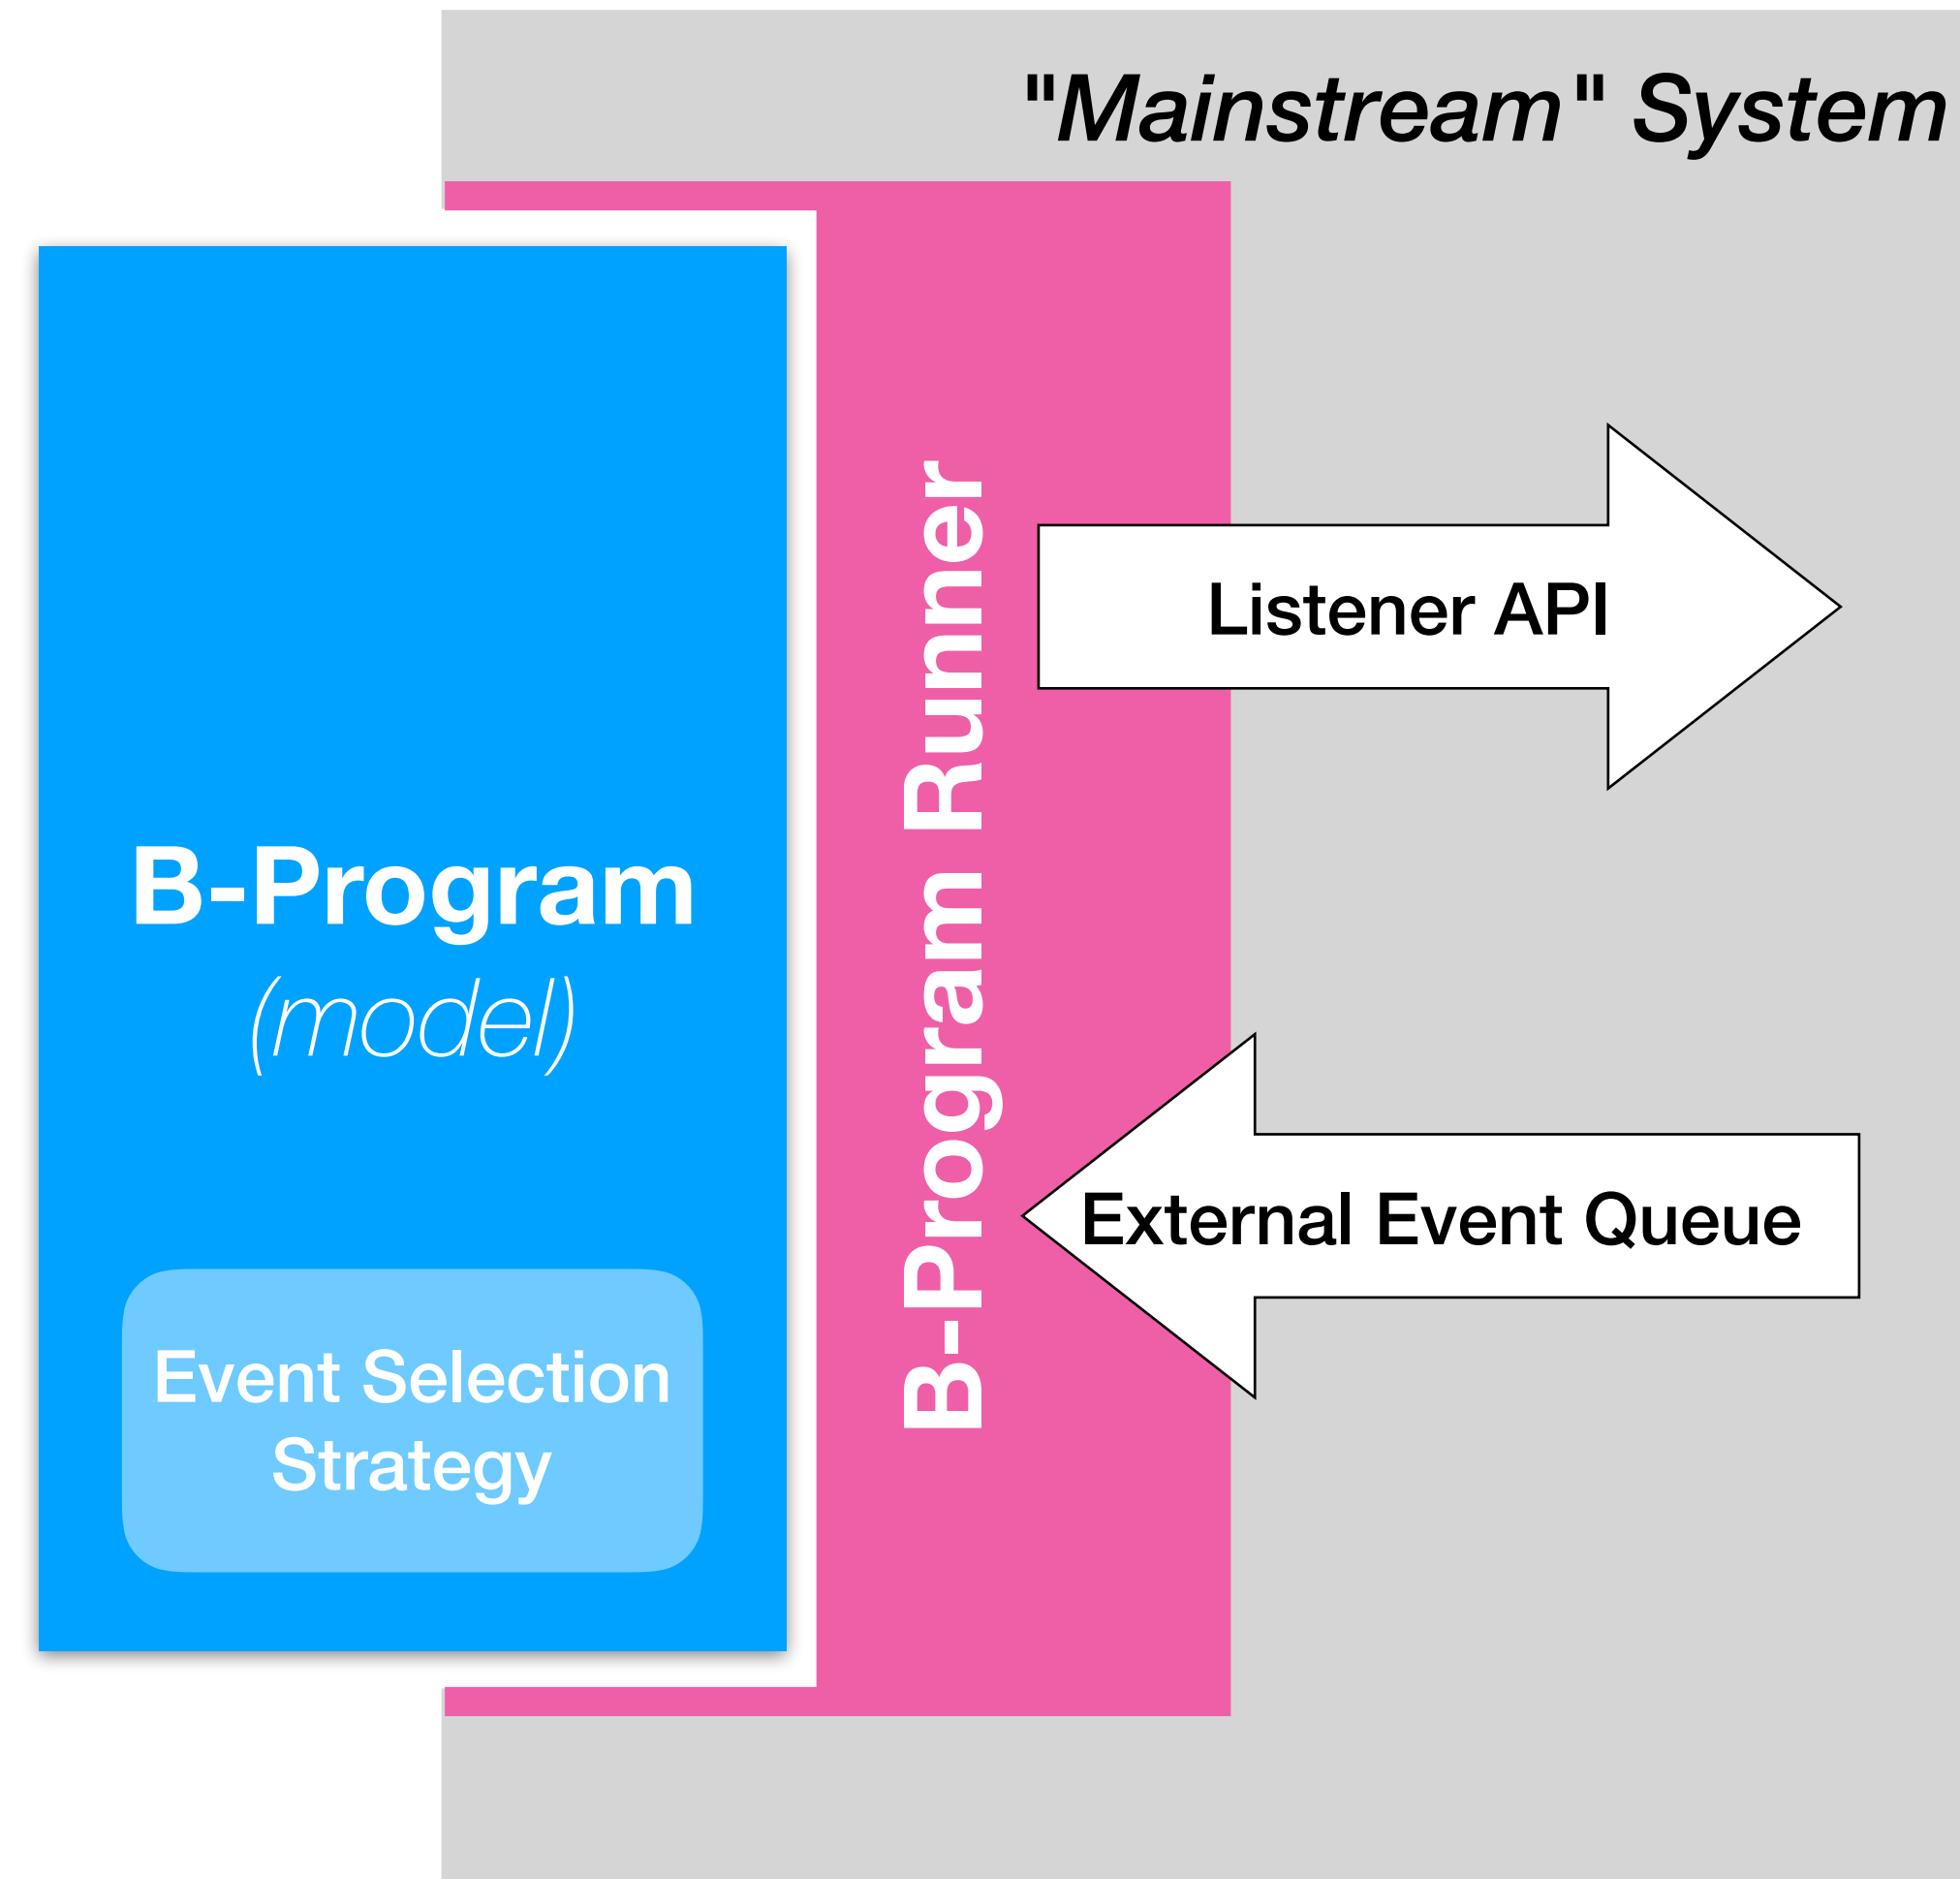 "Mainstream" System
B-Program
(model)
Event Selection
Strategy
B-Program Runner
Listener API
External Event Queue